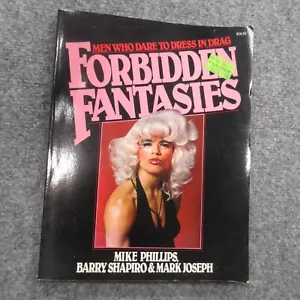 MEN WHO DARE TO DRESS IN DRAG
FORBIDDEN
FANTASIES
MIKE PHILLIPS,
BARRY SHAPIRO & MARK JOSEPH